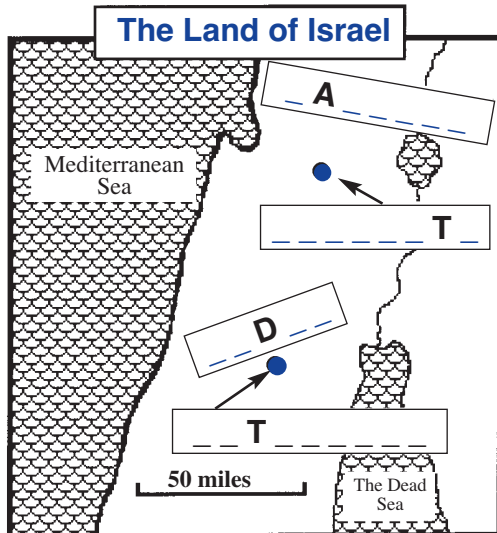 The Land of Israel
_ A _ _ _ _ _
Mediterranean
Sea
_ _ _ _ _ _ T _
_ _ D _ _
_ _ T _ _ _ _ _ _
50 miles
The Dead
Sea